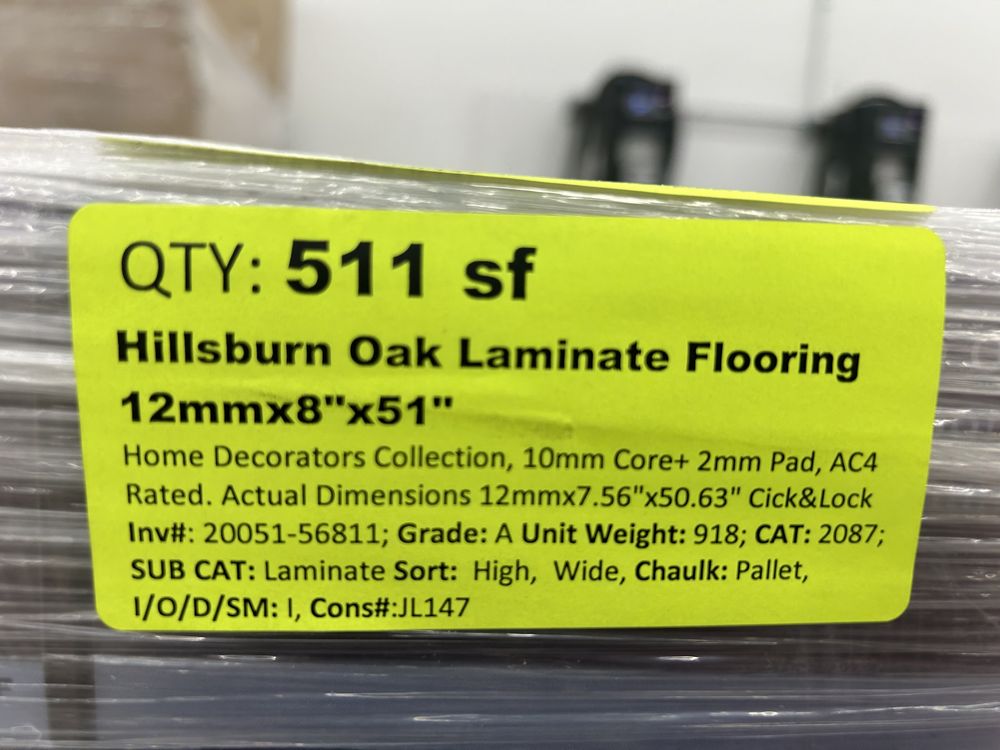 QTY: 511 sf
Hillsburn Oak Laminate Flooring
12mmx8"x51"
Home Decorators Collection, 10mm Core+ 2mm Pad, AC4
Rated. Actual Dimensions 12mmx7.56"x50.63" Cick&Lock
Inv#: 20051-56811; Grade: A Unit Weight: 918; CAT: 2087;
SUB CAT: Laminate Sort: High, Wide, Chaulk: Pallet,
I/O/D/SM: I, Cons#:JL147